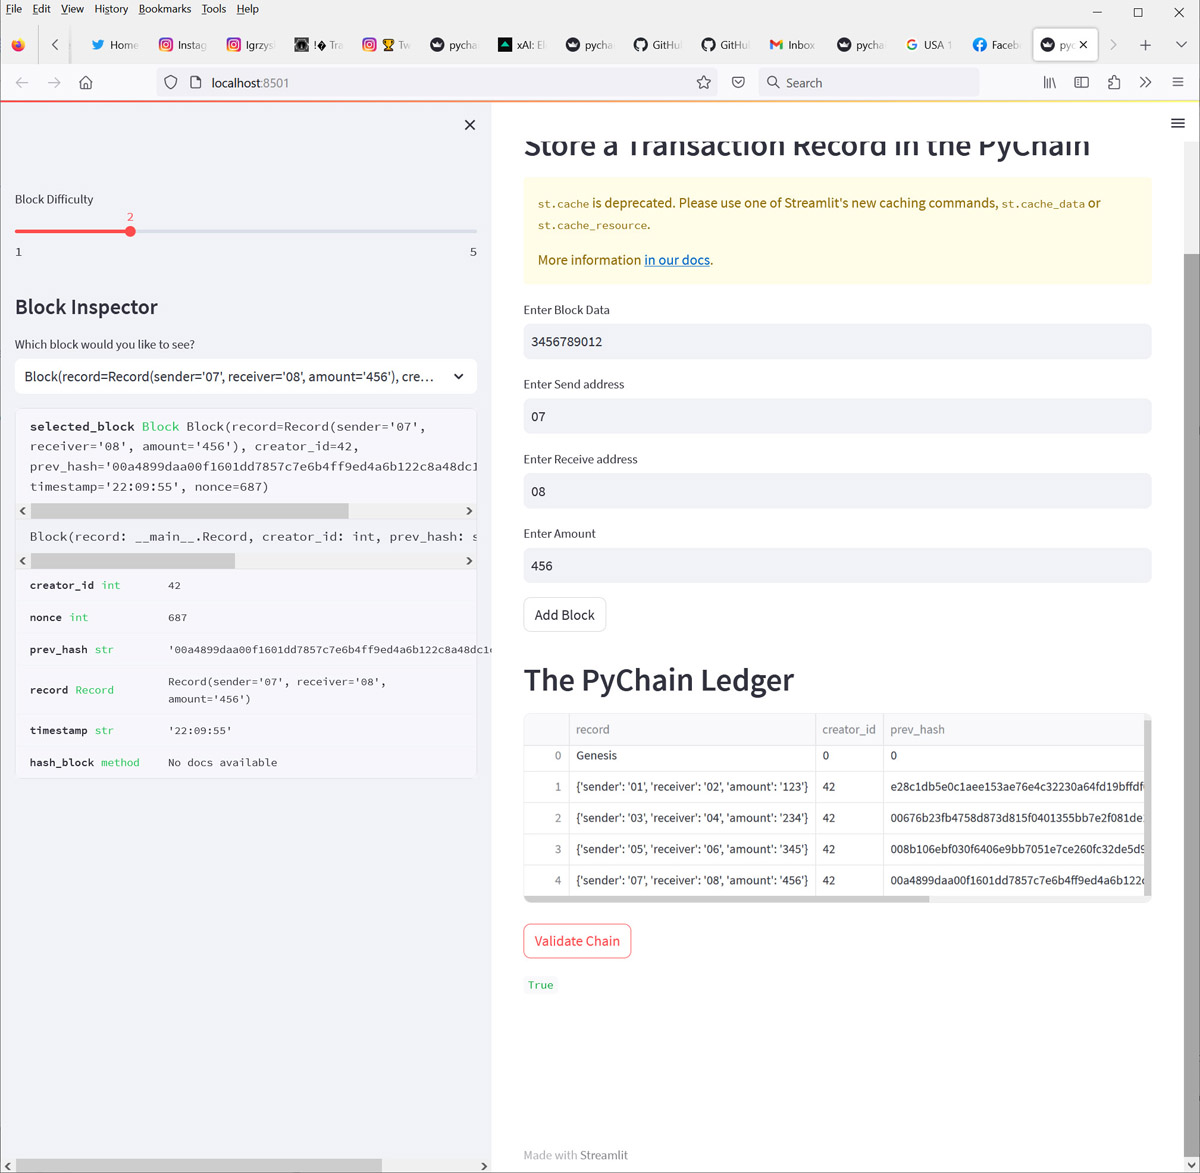 File Edit View History Bookmarks Tools Help
Home Instag Igrzys Tra Tw pycha xAI: El pycha GitHu GitHu Inbox pycha USA 1 Faceb py
localhost:8501
Search
Block Difficulty
2
1 5
Block Inspector
Which block would you like to see?
Block(record=Record(sender='07', receiver='08', amount='456'), cre...
selected_block Block Block(record=Record(sender='07',
receiver='08', amount='456'), creator_id=42,
prev_hash='00a4899daa00f1601dd7857c7e6b4ff9ed4a6b122c8a48dc1
timestamp='22:09:55', nonce=687)
Block(record: __main__.Record, creator_id: int, prev_hash: s
creator_id int 42
nonce int 687
prev_hash str '00a4899daa00f1601dd7857c7e6b4ff9ed4a6b122c8a48dc1
record Record Record(sender='07', receiver='08',
amount='456')
timestamp str '22:09:55'
hash_block method No docs available
Store a Transaction Record in the PyChain
st.cache is deprecated. Please use one of Streamlit's new caching commands, st.cache_data or
st.cache_resource.
More information in our docs.
Enter Block Data
3456789012
Enter Send address
07
Enter Receive address
08
Enter Amount
456
Add Block
The PyChain Ledger
record creator_id prev_hash
0 Genesis 0 0
1 {'sender': '01', 'receiver': '02', 'amount': '123'} 42 e28c1db5e0c1aee153ae76e4c32230a64fd19bffdf
2 {'sender': '03', 'receiver': '04', 'amount': '234'} 42 00676b23fb4758d873d815f0401355bb7e2f081de
3 {'sender': '05', 'receiver': '06', 'amount': '345'} 42 008b106ebf030f6406e9bb7051e7ce260fc32de5d9
4 {'sender': '07', 'receiver': '08', 'amount': '456'} 42 00a4899daa00f1601dd7857c7e6b4ff9ed4a6b122c
Validate Chain
True
Made with Streamlit